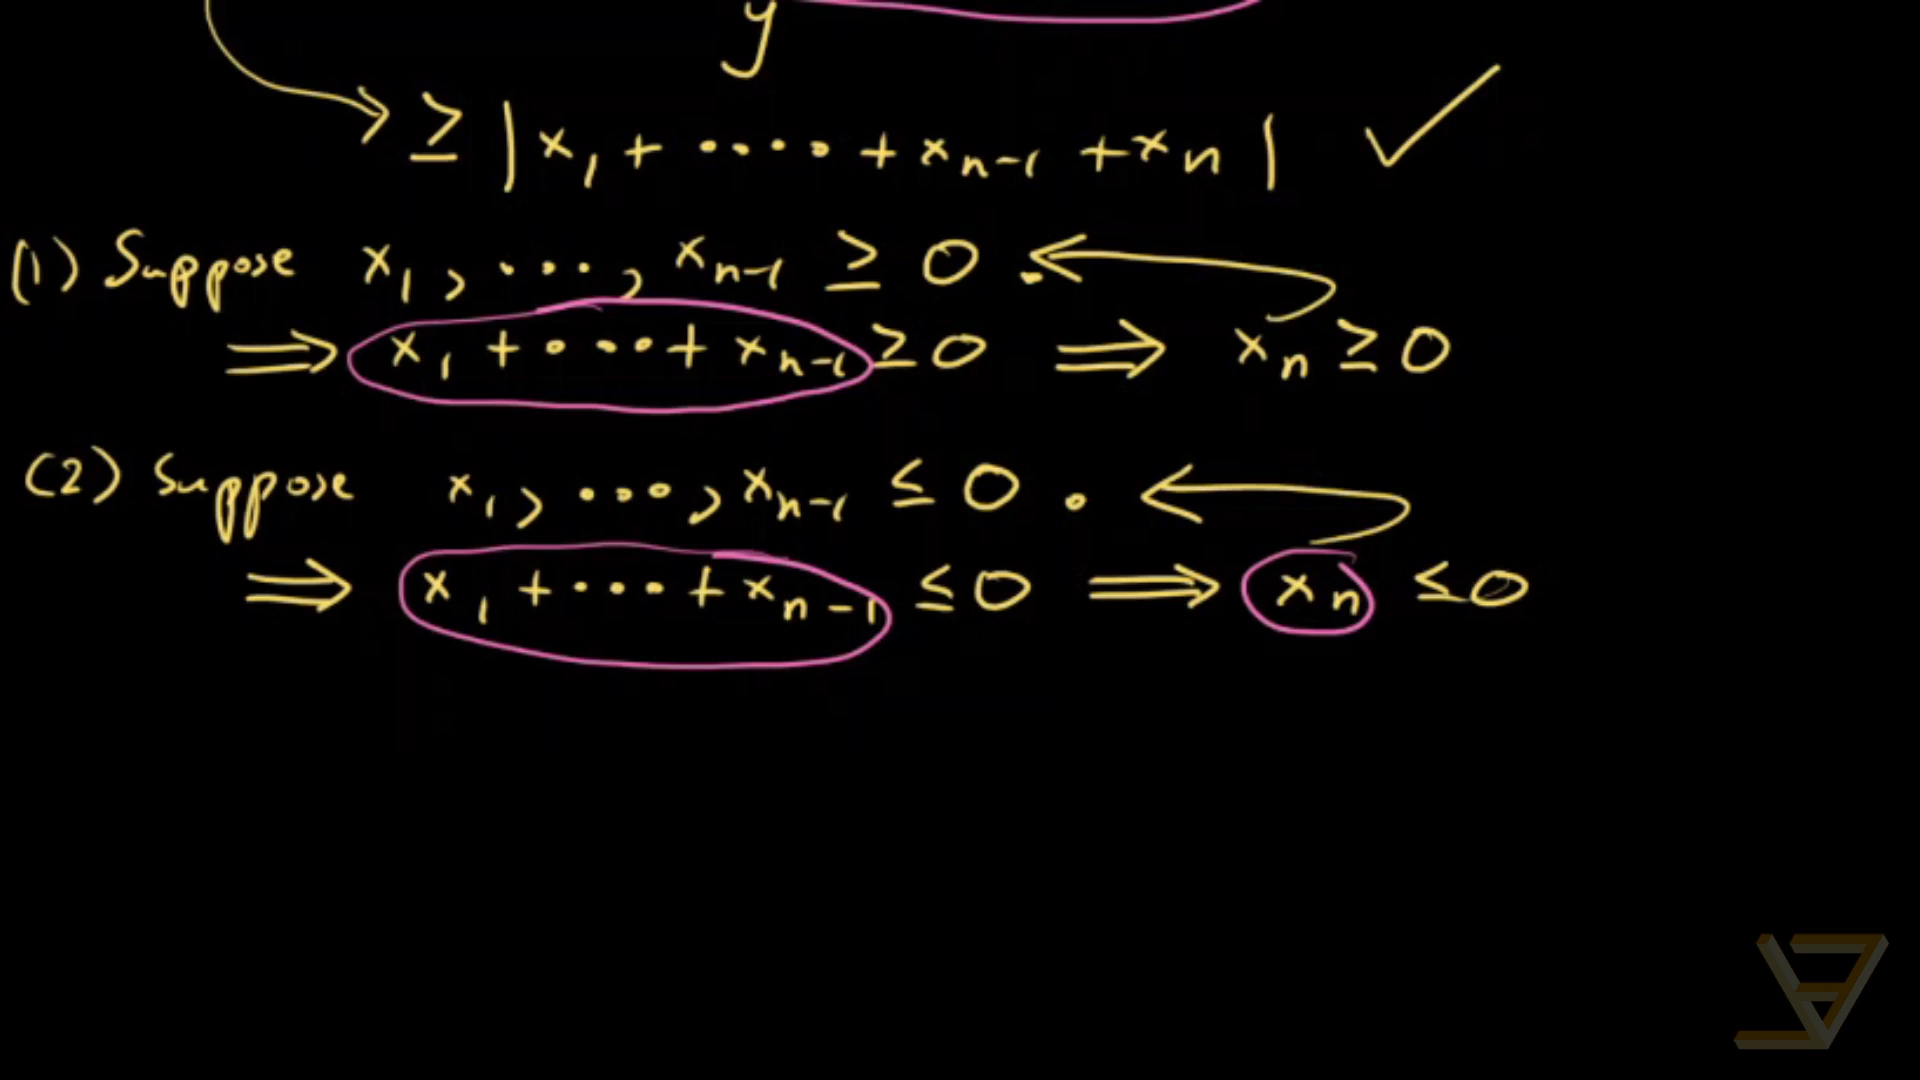 y
≥ |x₁ + ···· + xₙ₋₁ + xₙ| ✓
(1) Suppose x₁, ···, xₙ₋₁ ≥ 0.
⟹ x₁ + ··· + xₙ₋₁ ≥ 0 ⟹ xₙ ≥ 0
(2) Suppose x₁, ···, xₙ₋₁ ≤ 0.
⟹ x₁ + ··· + xₙ₋₁ ≤ 0 ⟹ xₙ ≤ 0